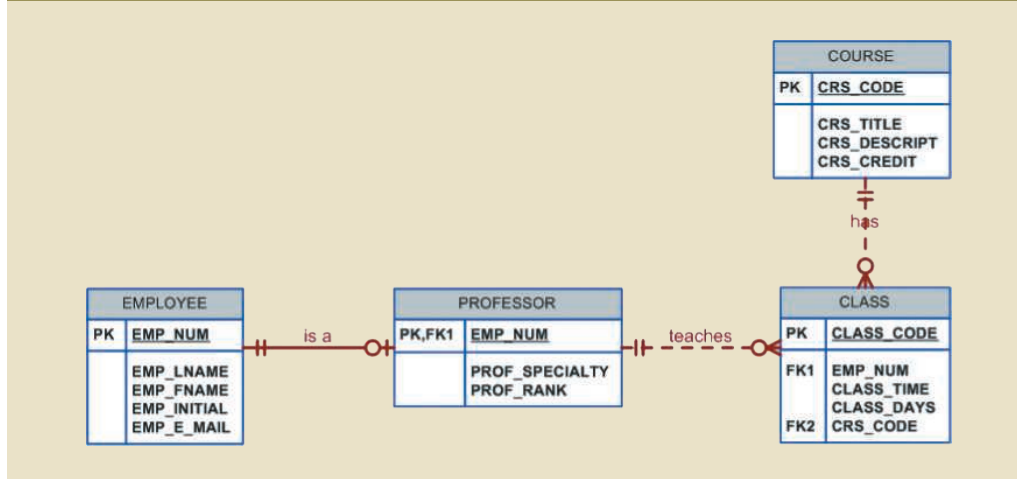 COURSE
PK CRS_CODE
CRS_TITLE
CRS_DESCRIPT
CRS_CREDIT
has
EMPLOYEE
PK EMP_NUM
EMP_LNAME
EMP_FNAME
EMP_INITIAL
EMP_E_MAIL
is a
PROFESSOR
PK,FK1 EMP_NUM
PROF_SPECIALTY
PROF_RANK
teaches
CLASS
PK CLASS_CODE
FK1 EMP_NUM
CLASS_TIME
CLASS_DAYS
FK2 CRS_CODE